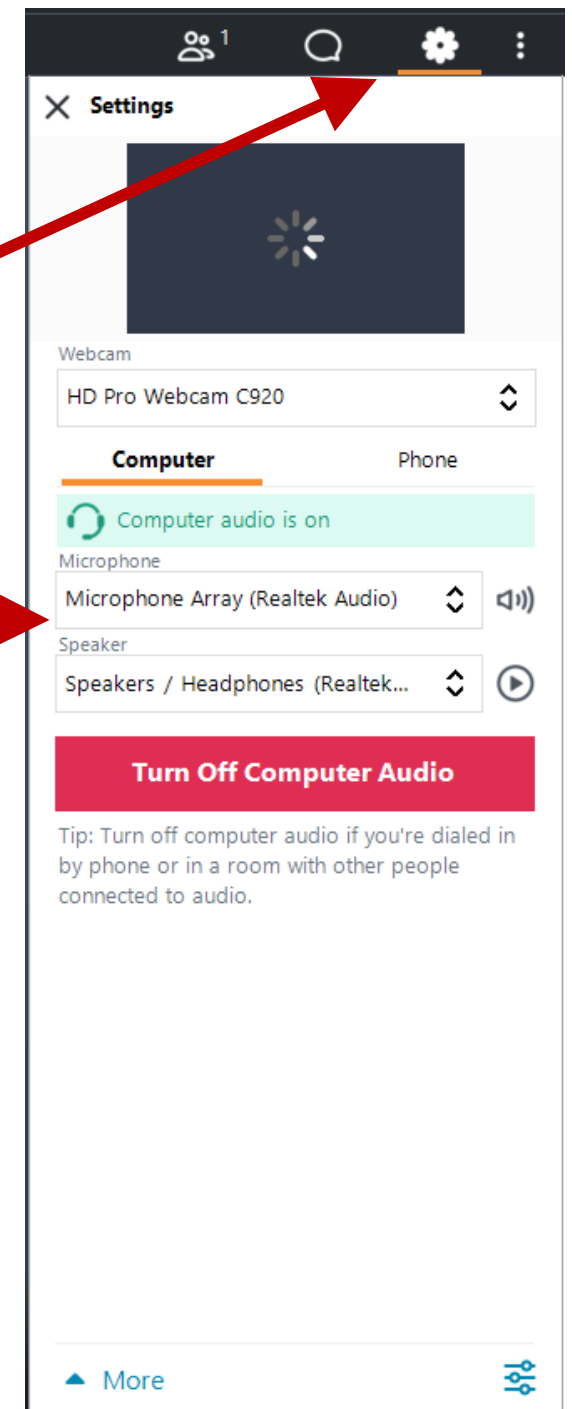 1
Settings
Webcam
HD Pro Webcam C920
Computer Phone
Computer audio is on
Microphone
Microphone Array (Realtek Audio)
Speaker
Speakers / Headphones (Realtek...
Turn Off Computer Audio
Tip: Turn off computer audio if you're dialed in
by phone or in a room with other people
connected to audio.
More